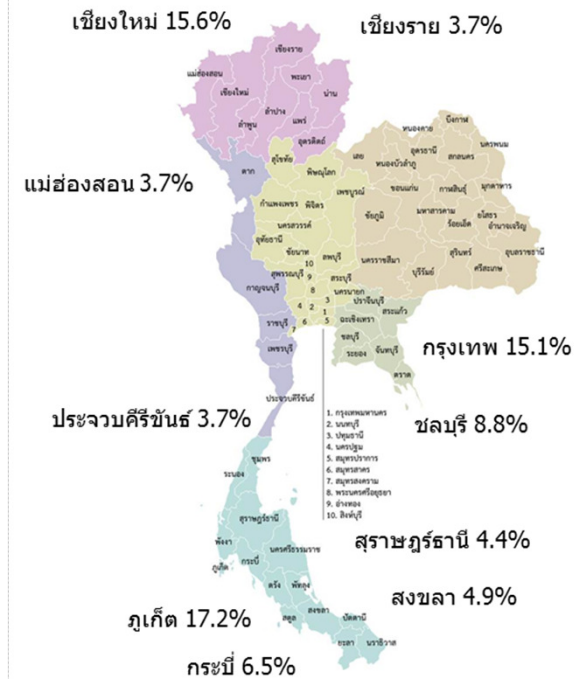 เชียงใหม่ 15.6%
เชียงราย 3.7%
เชียงราย
แม่ฮ่องสอน
พะเยา
เชียงใหม่
น่าน
ลำปาง
แพร่
ลำพูน
อุตรดิตถ์
บึงกาฬ
หนองคาย
นครพนม
เลย
อุดรธานี
สกลนคร
หนองบัวลำภู
สุโขทัย
ตาก
พิษณุโลก
แม่ฮ่องสอน 3.7%
เพชรบูรณ์
ขอนแก่น
กาฬสินธุ์
มุกดาหาร
กำแพงเพชร
พิจิตร
ชัยภูมิ
มหาสารคาม
ยโสธร
ร้อยเอ็ด
อำนาจเจริญ
นครสวรรค์
อุทัยธานี
ชัยนาท
ลพบุรี
นครราชสีมา
บุรีรัมย์
สุรินทร์
ศรีสะเกษ
อุบลราชธานี
10
สุพรรณบุรี
9
สระบุรี
กาญจนบุรี
8
นครนายก
ปราจีนบุรี
สระแก้ว
4
2
3
1
ฉะเชิงเทรา
ราชบุรี
6
5
7
ชลบุรี
กรุงเทพ 15.1%
เพชรบุรี
ระยอง
จันทบุรี
ตราด
ประจวบคีรีขันธ์
ประจวบคีรีขันธ์ 3.7%
ชลบุรี 8.8%
1. กรุงเทพมหานคร
2. นนทบุรี
3. ปทุมธานี
4. นครปฐม
5. สมุทรปราการ
6. สมุทรสาคร
7. สมุทรสงคราม
8. พระนครศรีอยุธยา
9. อ่างทอง
10. สิงห์บุรี
ชุมพร
ระนอง
สุราษฎร์ธานี
สุราษฎร์ธานี 4.4%
พังงา
นครศรีธรรมราช
กระบี่
ภูเก็ต
ตรัง
พัทลุง
สงขลา 4.9%
ภูเก็ต 17.2%
สงขลา
สตูล
ปัตตานี
ยะลา
นราธิวาส
กระบี่ 6.5%